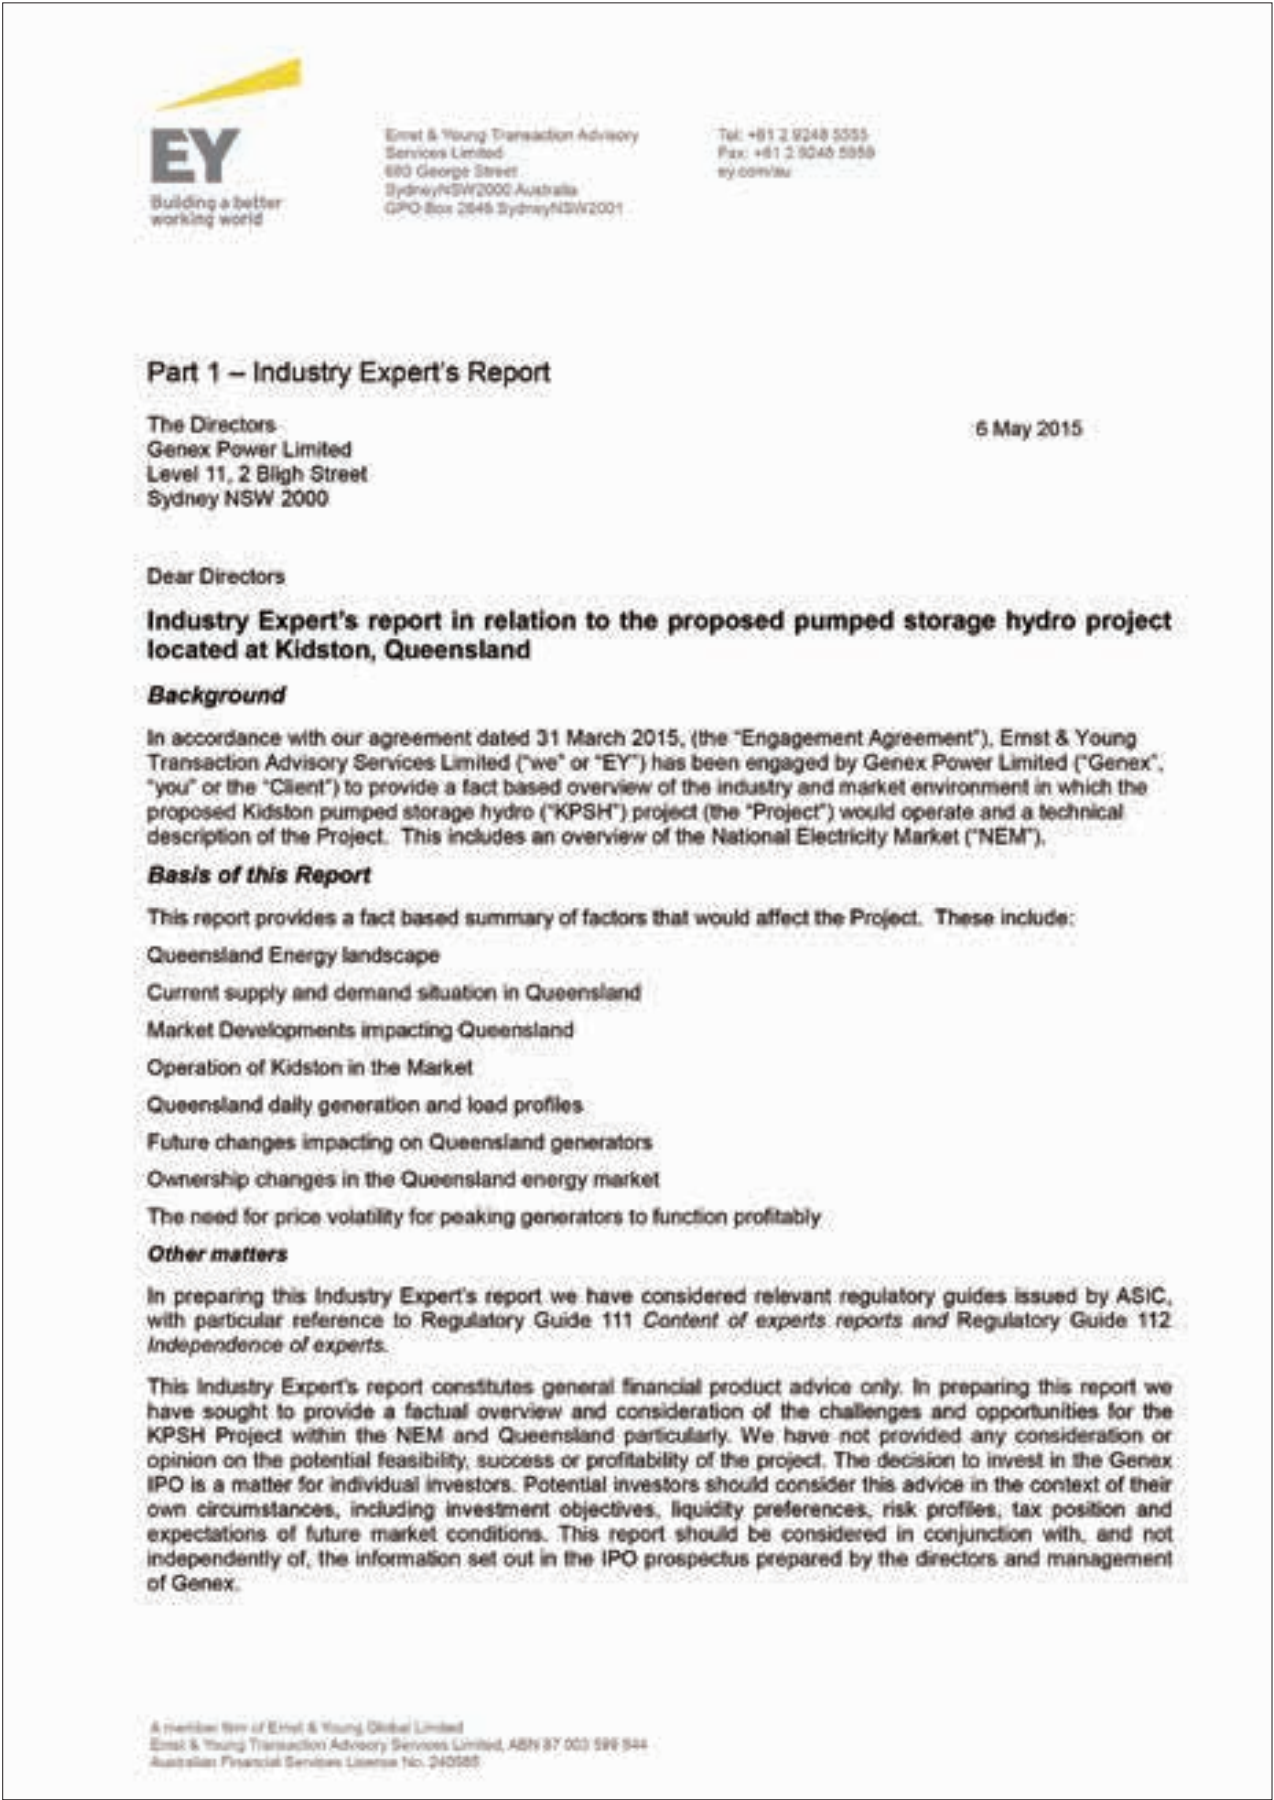 EY
Building a better
working world
Ernst & Young Transaction Advisory
Services Limited
680 George Street
SydneyNSW2000 Australia
GPO Box 2646 SydneyNSW2001
Tel: +61 2 9248 5555
Fax: +61 2 9248 5959
ey.com/au
Part 1 – Industry Expert's Report
The Directors
Genex Power Limited
Level 11, 2 Bligh Street
Sydney NSW 2000
6 May 2015
Dear Directors
Industry Expert's report in relation to the proposed pumped storage hydro project
located at Kidston, Queensland
Background
In accordance with our agreement dated 31 March 2015, (the "Engagement Agreement"), Ernst & Young
Transaction Advisory Services Limited ("we" or "EY") has been engaged by Genex Power Limited ("Genex",
"you" or the "Client") to provide a fact based overview of the industry and market environment in which the
proposed Kidston pumped storage hydro ("KPSH") project (the "Project") would operate and a technical
description of the Project. This includes an overview of the National Electricity Market ("NEM").
Basis of this Report
This report provides a fact based summary of factors that would affect the Project. These include:
Queensland Energy landscape
Current supply and demand situation in Queensland
Market Developments impacting Queensland
Operation of Kidston in the Market
Queensland daily generation and load profiles
Future changes impacting on Queensland generators
Ownership changes in the Queensland energy market
The need for price volatility for peaking generators to function profitably
Other matters
In preparing this Industry Expert's report we have considered relevant regulatory guides issued by ASIC,
with particular reference to Regulatory Guide 111 Content of experts reports and Regulatory Guide 112
Independence of experts.
This Industry Expert's report constitutes general financial product advice only. In preparing this report we
have sought to provide a factual overview and consideration of the challenges and opportunities for the
KPSH Project within the NEM and Queensland particularly. We have not provided any consideration or
opinion on the potential feasibility, success or profitability of the project. The decision to invest in the Genex
IPO is a matter for individual investors. Potential investors should consider this advice in the context of their
own circumstances, including investment objectives, liquidity preferences, risk profiles, tax position and
expectations of future market conditions. This report should be considered in conjunction with, and not
independently of, the information set out in the IPO prospectus prepared by the directors and management
of Genex.
A member firm of Ernst & Young Global Limited
Ernst & Young Transaction Advisory Services Limited, ABN 87 003 599 844
Australian Financial Services License No. 240585